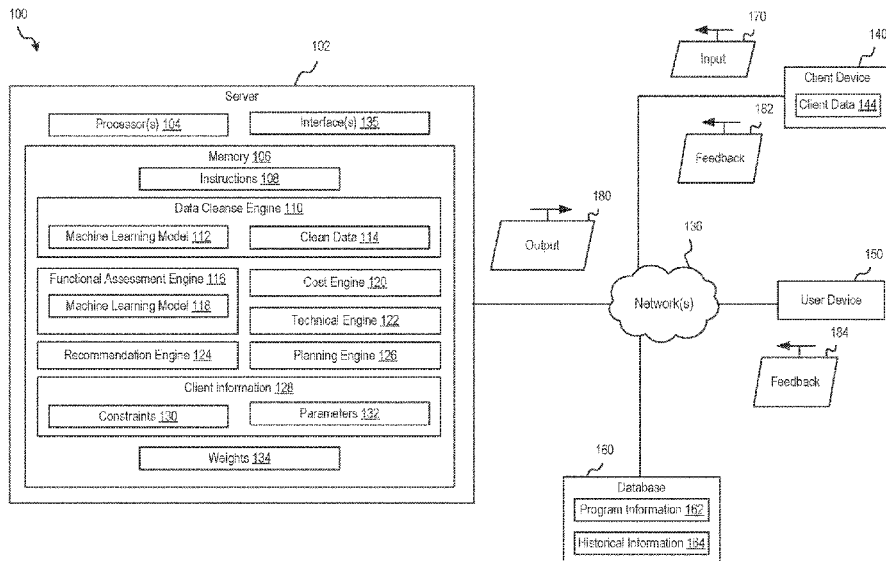 100
102
Server
Processor(s) 104
Interface(s) 135
Memory 106
Instructions 108
Data Cleanse Engine 110
Machine Learning Model 112
Clean Data 114
Functional Assessment Engine 116
Machine Learning Model 118
Cost Engine 120
Technical Engine 122
Recommendation Engine 124
Planning Engine 126
Client Information 128
Constraints 130
Parameters 132
Weights 134
180
Output
170
Input
140
Client Device
Client Data 144
182
Feedback
136
Network(s)
150
User Device
184
Feedback
160
Database
Program Information 162
Historical Information 164